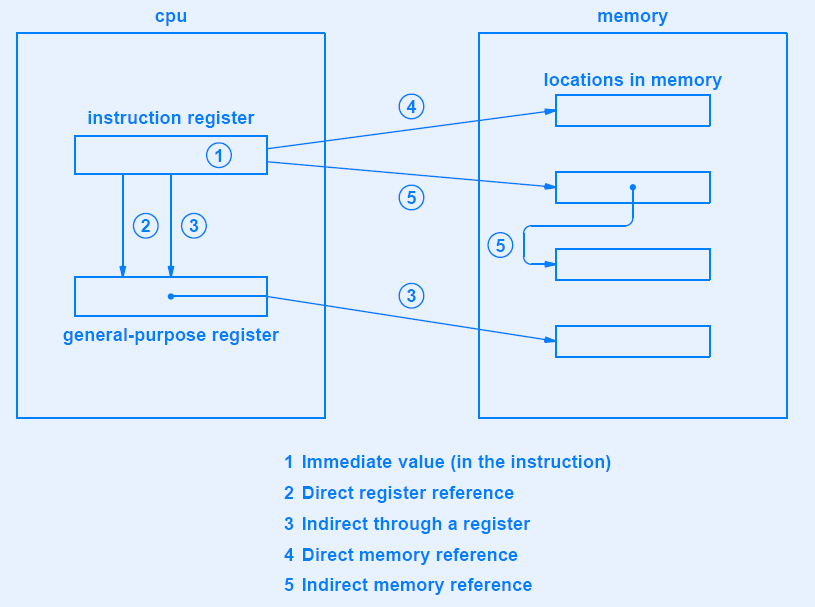 cpu
memory
locations in memory
4
instruction register
1
5
2
3
5
3
general-purpose register
1 Immediate value (in the instruction)
2 Direct register reference
3 Indirect through a register
4 Direct memory reference
5 Indirect memory reference